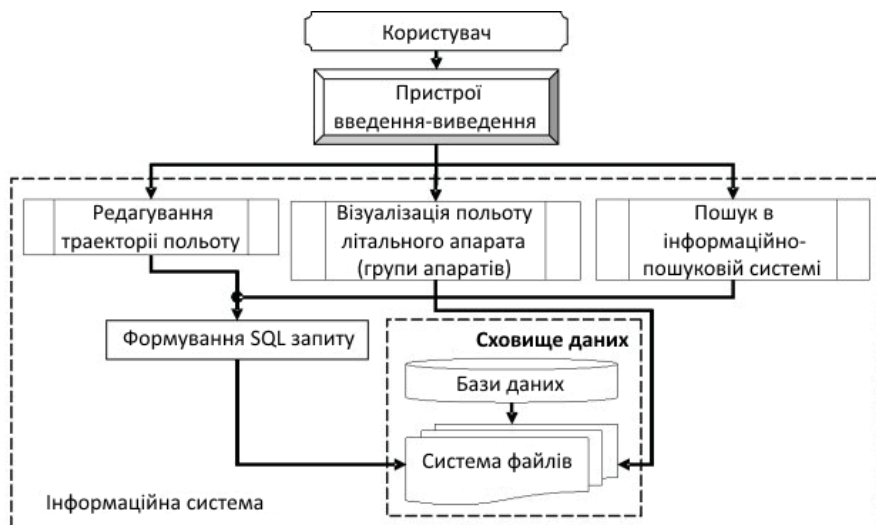 Користувач
Пристрої
введення-виведення
Редагування
траекторіі польоту
Візуалізація польоту
літального апарата
(групи апаратів)
Пошук в
інформаційно-
пошуковій системі
Формування SQL запиту
Сховище даних
Бази даних
Система файлів
Інформаційна система